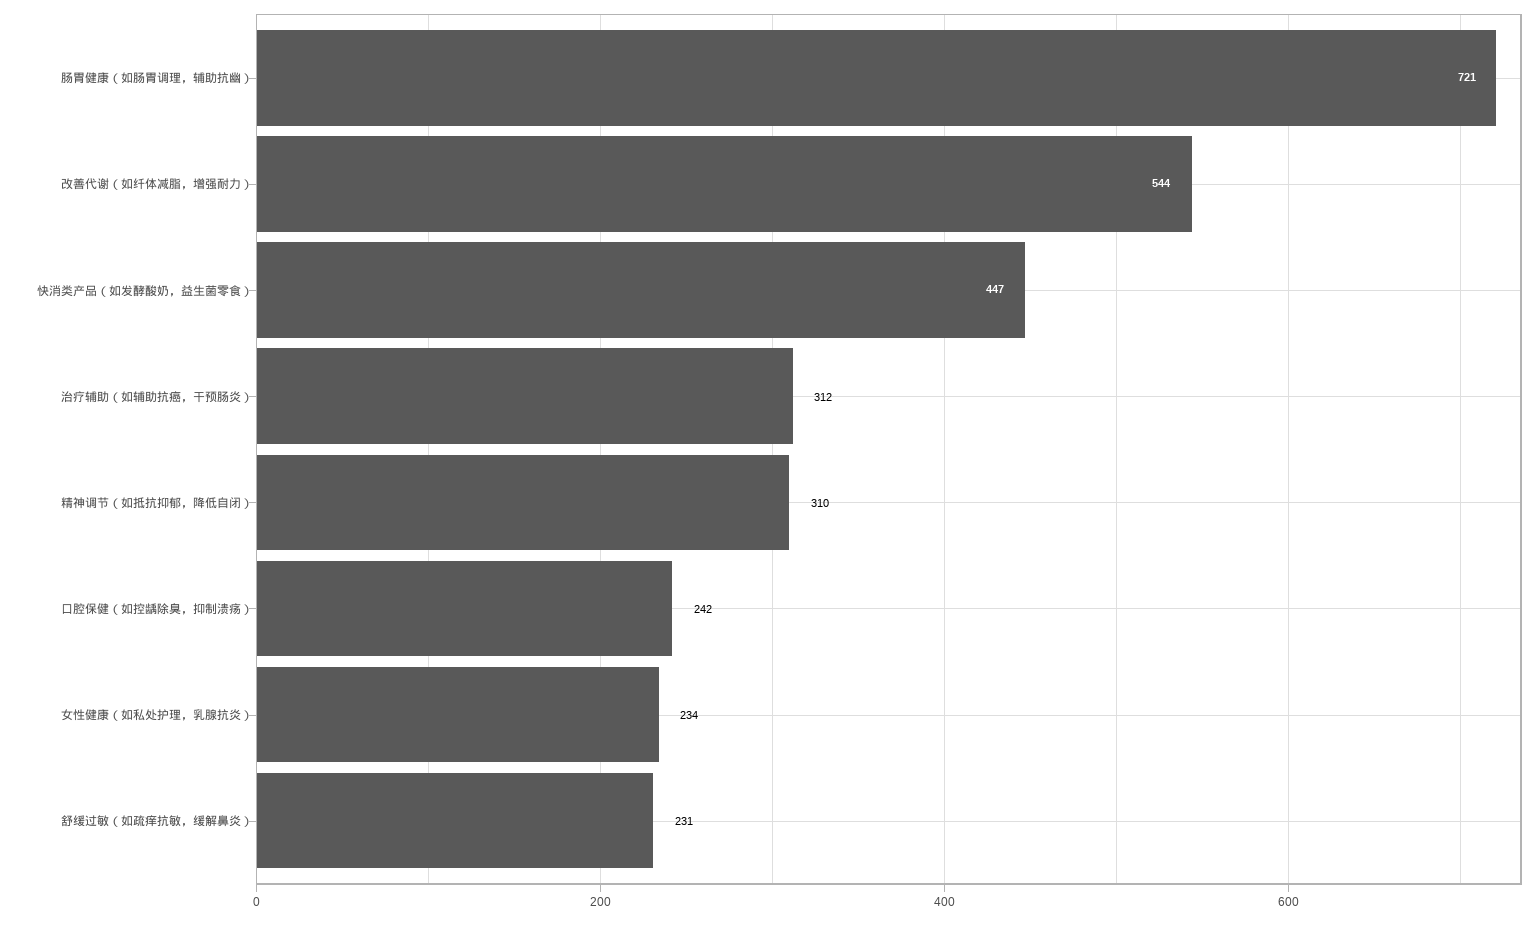 肠胃健康（如肠胃调理，辅助抗幽）
721
改善代谢（如纤体减脂，增强耐力）
544
快消类产品（如发酵酸奶，益生菌零食）
447
治疗辅助（如辅助抗癌，干预肠炎）
312
精神调节（如抵抗抑郁，降低自闭）
310
口腔保健（如控龋除臭，抑制溃疡）
242
女性健康（如私处护理，乳腺抗炎）
234
舒缓过敏（如疏痒抗敏，缓解鼻炎）
231
0 200 400 600